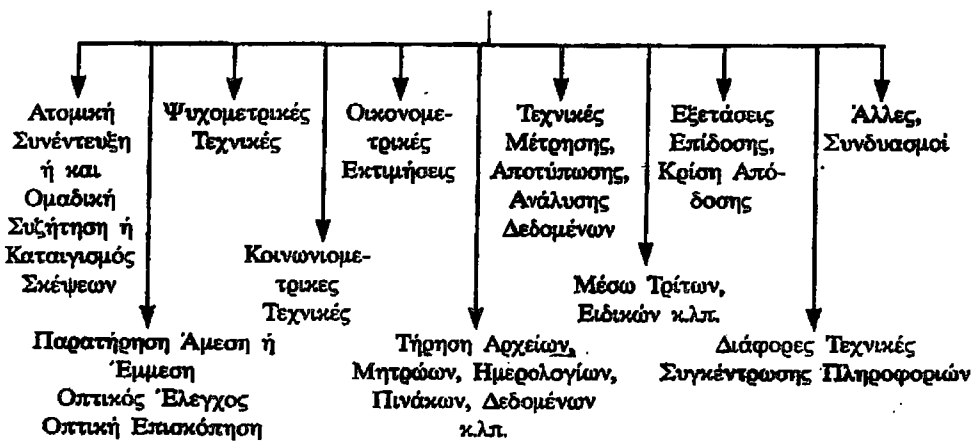 Ατομική
Συνέντευξη
ή και
Ομαδική
Συζήτηση ή
Καταιγισμός
Σκέψεων
Παρατήρηση Άμεση ή
Έμμεση
Οπτικός Έλεγχος
Οπτική Επισκόπηση
Ψυχομετρικές
Τεχνικές
Κοινωνιομε-
τρικες
Τεχνικές
Οικονομε-
τρικές
Εκτιμήσεις
Τήρηση Αρχείων,
Μητρώων, Ημερολογίων,
Πινάκων, Δεδομένων
κ.λπ.
Τεχνικές
Μέτρησης,
Αποτύπωσης,
Ανάλυσης
Δεδομένων
Μέσω Τρίτων,
Ειδικών κ.λπ.
Εξετάσεις
Επίδοσης,
Κρίση Από-
δοσης
Διάφορες Τεχνικές
Συγκέντρωσης Πληροφοριών
Άλλες,
Συνδυασμοί